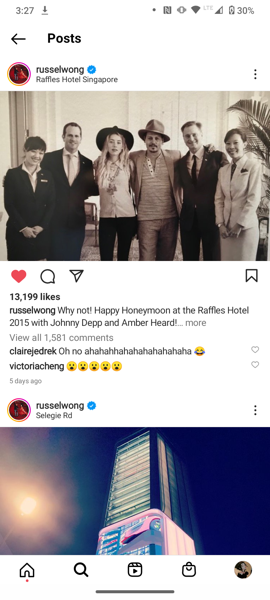 3:27
LTE
30%
Posts
russelwong
Raffles Hotel Singapore
13,199 likes
russelwong Why not! Happy Honeymoon at the Raffles Hotel
2015 with Johnny Depp and Amber Heard!... more
View all 1,581 comments
clairejedrek Oh no ahahahhahahahahahahaha 😂
victoriacheng 😮😮😮😮😮
5 days ago
russelwong
Selegie Rd